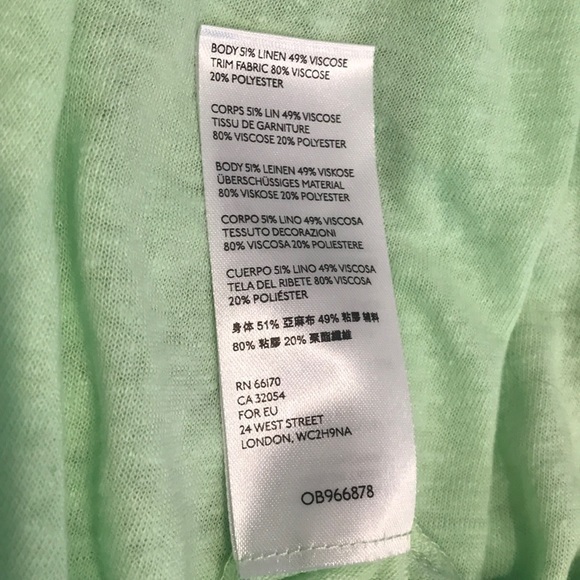 BODY 51% LINEN 49% VISCOSE
TRIM FABRIC 80% VISCOSE
20% POLYESTER
CORPS 51% LIN 49% VISCOSE
TISSU DE GARNITURE
80% VISCOSE 20% POLYESTER
BODY 51% LEINEN 49% VISKOSE
ÜBERSCHÜSSIGES MATERIAL
80% VISKOSE 20% POLYESTER
CORPO 51% LINO 49% VISCOSA
TESSUTO DECORAZIONI
80% VISCOSA 20% POLIESTERE
CUERPO 51% LINO 49% VISCOSA
TELA DEL RIBETE 80% VISCOSA
20% POLIÉSTER
身体 51% 亞麻布 49% 粘膠 輔料
80% 粘膠 20% 聚酯纖維
RN 66170
CA 32054
FOR EU
24 WEST STREET
LONDON, WC2H9NA
OB966878